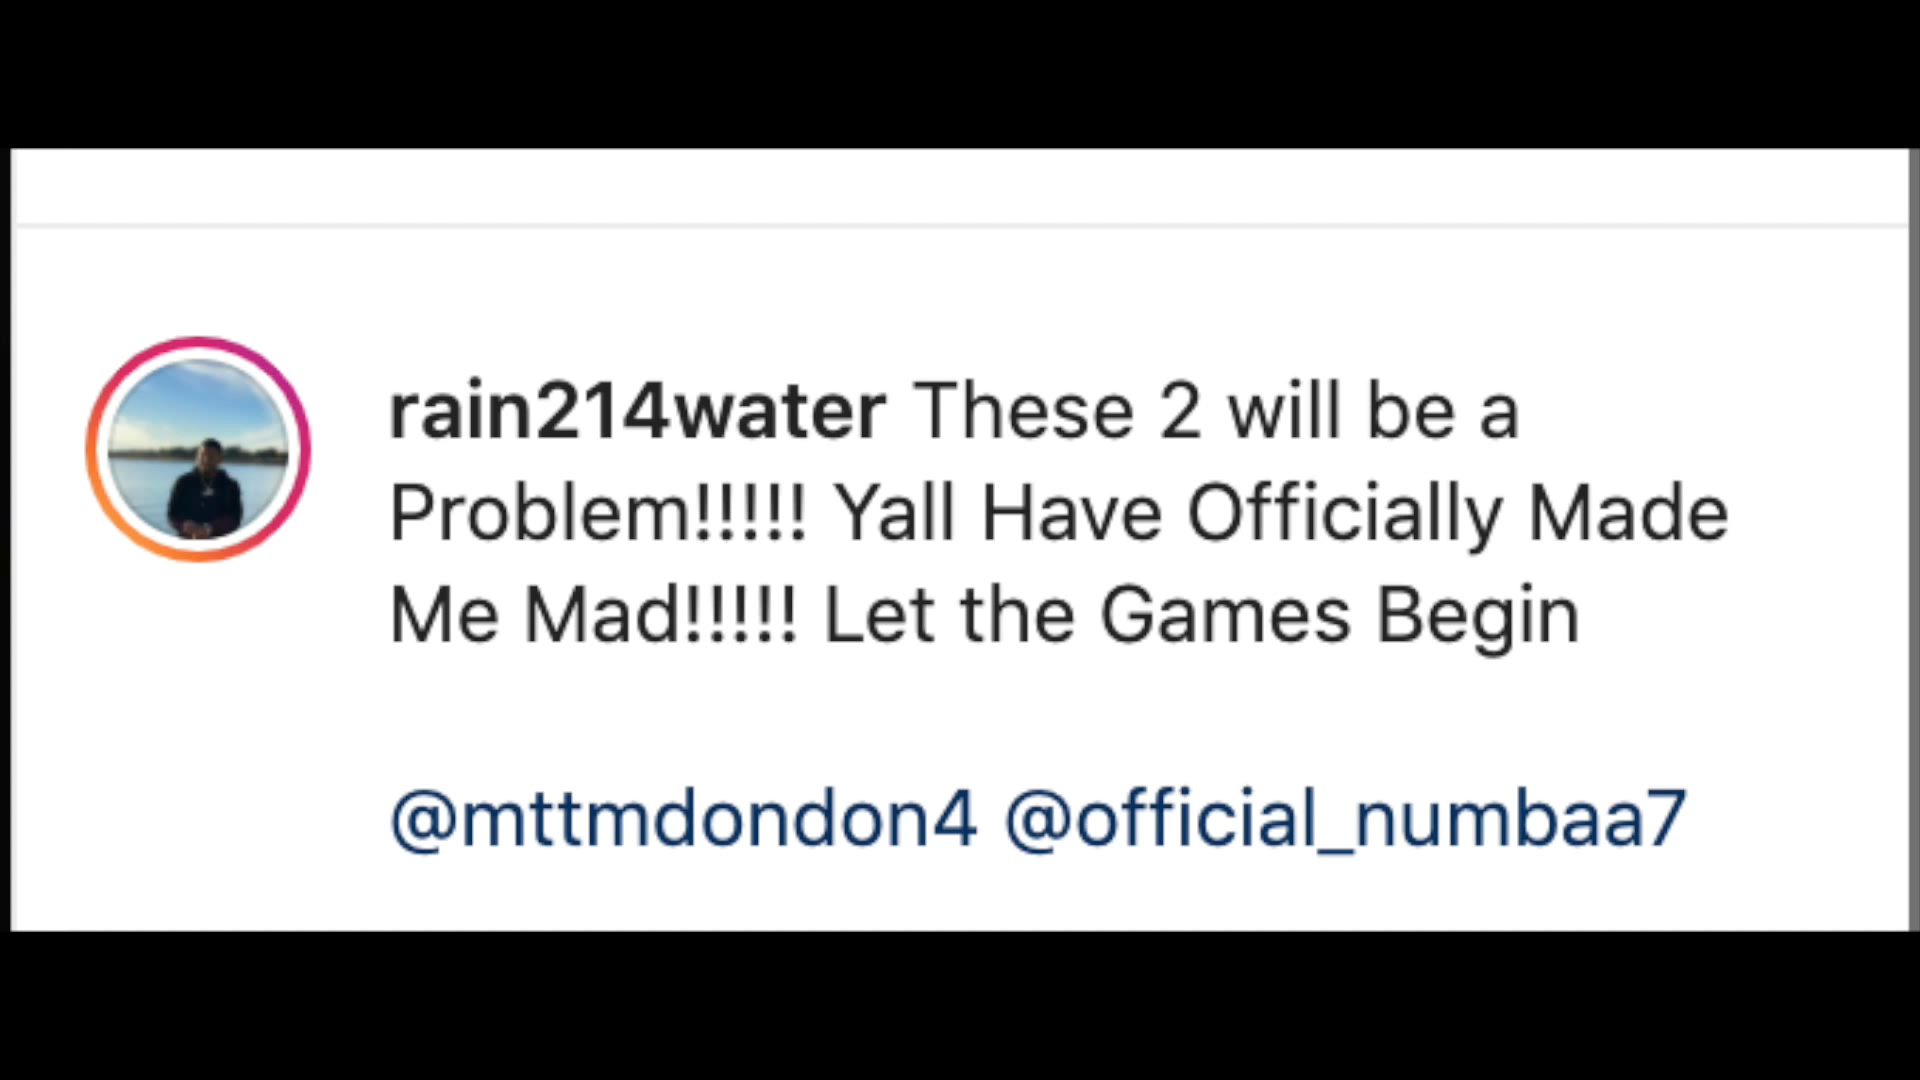 rain214water These 2 will be a
Problem!!!!! Yall Have Officially Made
Me Mad!!!!! Let the Games Begin
@mttmdondon4 @official_numbaa7